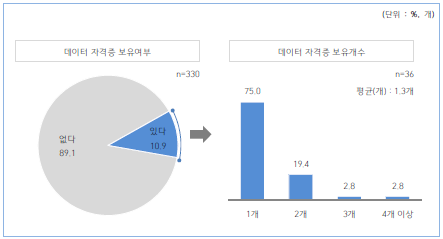 (단위 : %, 개)
데이터 자격증 보유여부
데이터 자격증 보유개수
n=330
없다
89.1
있다
10.9
n=36
평균(개) : 1.3개
75.0
19.4
2.8
2.8
1개
2개
3개
4개 이상